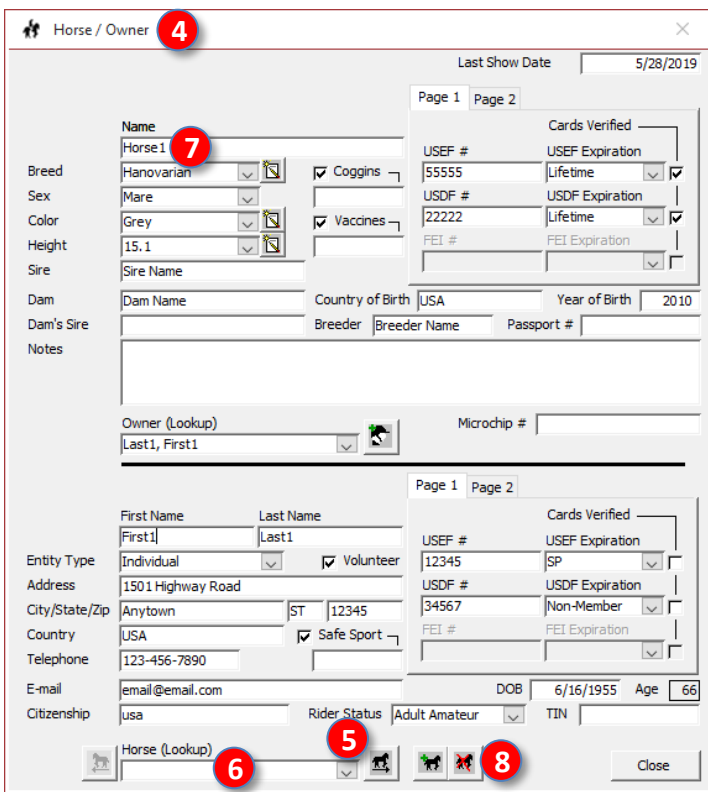 Horse / Owner 4
Last Show Date 5/28/2019
Page 1 Page 2
Name Cards Verified
Horse1 7 USEF # USEF Expiration
Breed Hanovarian Coggins 55555 Lifetime
Sex Mare USDF # USDF Expiration
Color Grey Vaccines 22222 Lifetime
Height 15.1 FEI # FEI Expiration
Sire Sire Name
Dam Dam Name Country of Birth USA Year of Birth 2010
Dam's Sire Breeder Breeder Name Passport #
Notes
Owner (Lookup) Microchip #
Last1, First1
Page 1 Page 2
First Name Last Name Cards Verified
First1 Last1 USEF # USEF Expiration
Entity Type Individual Volunteer 12345 SP
Address 1501 Highway Road USDF # USDF Expiration
City/State/Zip Anytown ST 12345 34567 Non-Member
Country USA Safe Sport FEI # FEI Expiration
Telephone 123-456-7890
E-mail email@email.com DOB 6/16/1955 Age 66
Citizenship usa Rider Status Adult Amateur TIN
Horse (Lookup) 5
6 8 Close